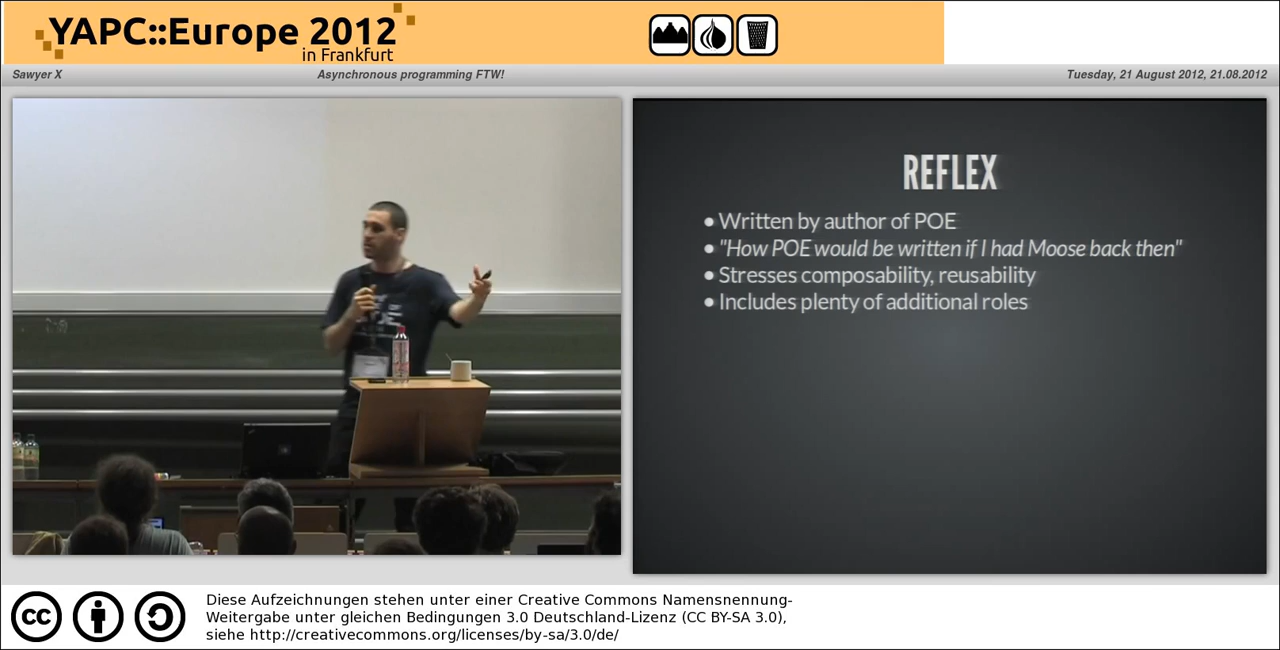 YAPC::Europe 2012
in Frankfurt
Sawyer X
Asynchronous programming FTW!
Tuesday, 21 August 2012, 21.08.2012
REFLEX
• Written by author of POE
• "How POE would be written if I had Moose back then"
• Stresses composability, reusability
• Includes plenty of additional roles
cc
Diese Aufzeichnungen stehen unter einer Creative Commons Namensnennung-
Weitergabe unter gleichen Bedingungen 3.0 Deutschland-Lizenz (CC BY-SA 3.0),
siehe http://creativecommons.org/licenses/by-sa/3.0/de/